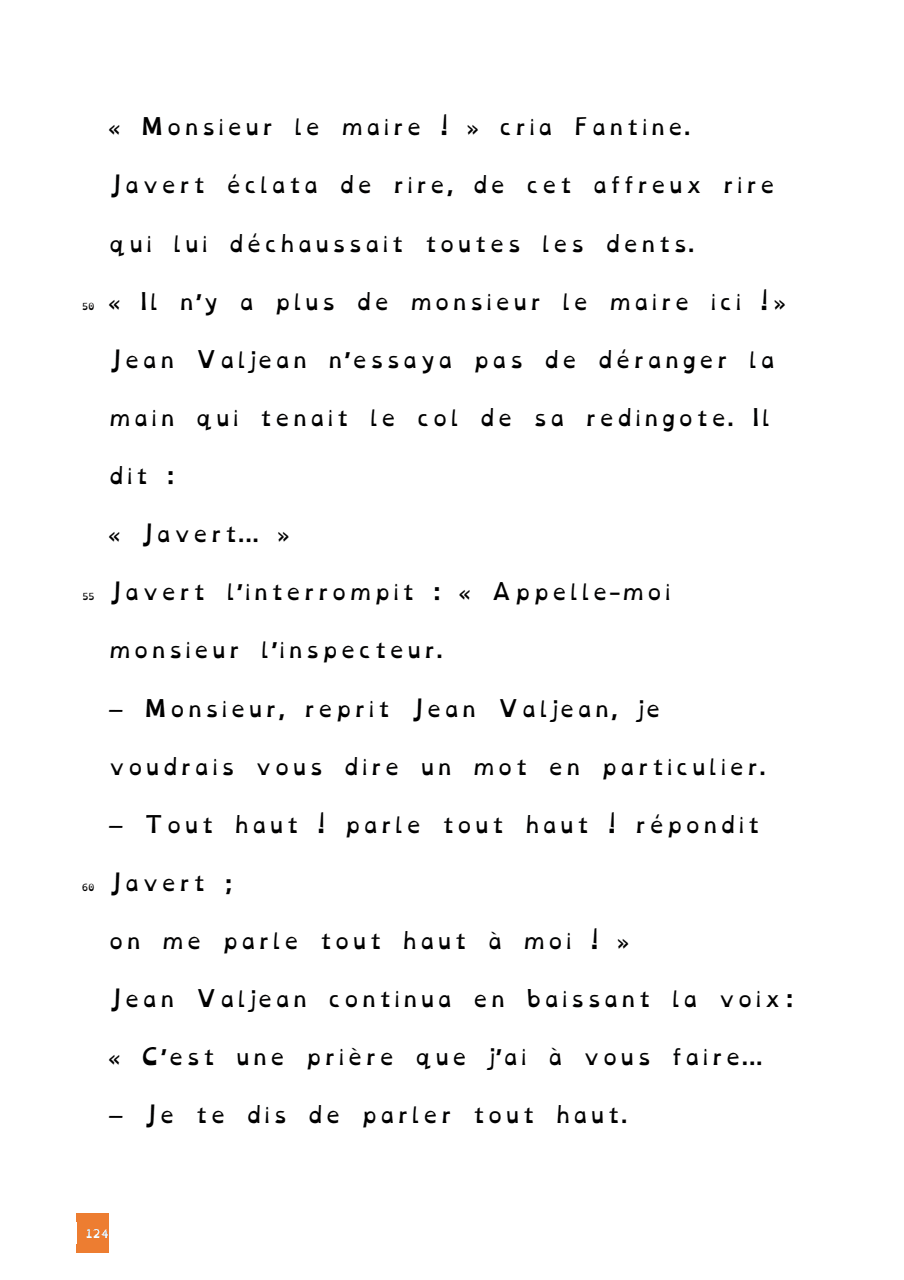 « Monsieur le maire ! » cria Fantine.
Javert éclata de rire, de cet affreux rire
qui lui déchaussait toutes les dents.
50 « Il n’y a plus de monsieur le maire ici !»
Jean Valjean n’essaya pas de déranger la
main qui tenait le col de sa redingote. Il
dit :
« Javert… »
55 Javert l’interrompit : « Appelle-moi
monsieur l’inspecteur.
– Monsieur, reprit Jean Valjean, je
voudrais vous dire un mot en particulier.
– Tout haut ! parle tout haut ! répondit
60 Javert ;
on me parle tout haut à moi ! »
Jean Valjean continua en baissant la voix:
« C’est une prière que j’ai à vous faire…
– Je te dis de parler tout haut.
124